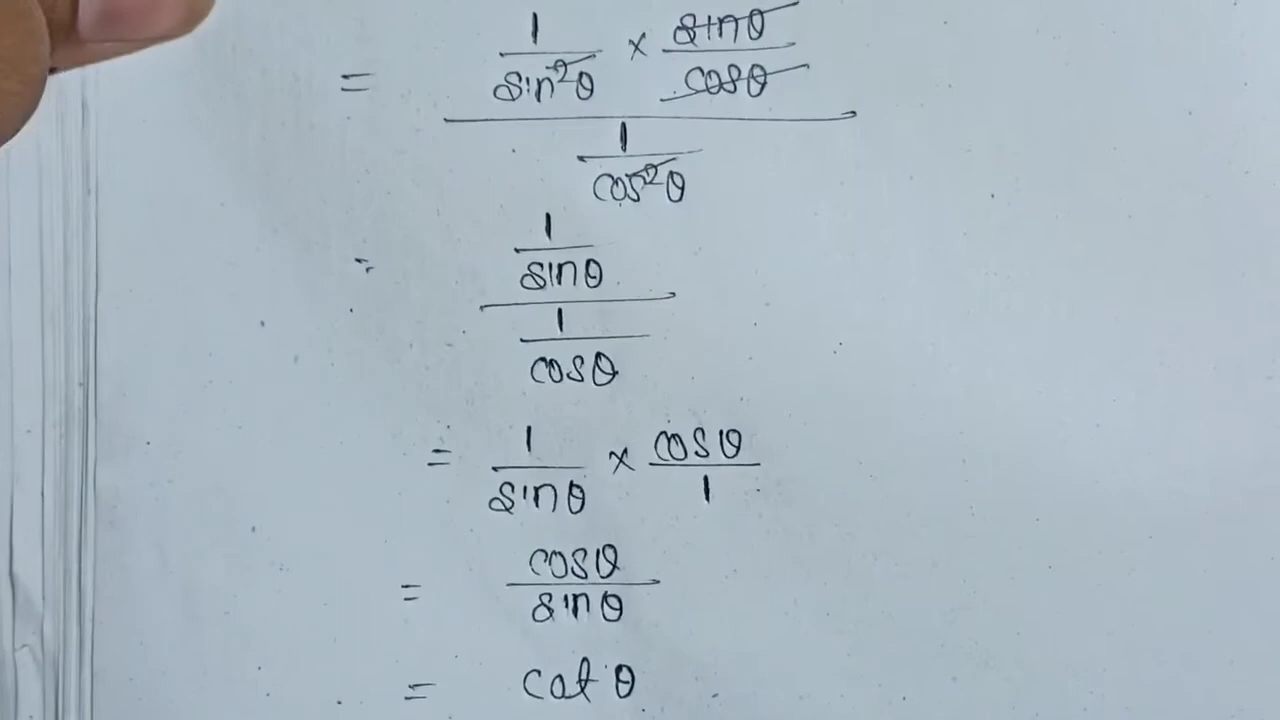 1 sinθ
= ─── × ───
sin²θ cosθ
1
cos²θ
1
= sinθ
1
cosθ
= 1 × cosθ
sinθ 1
= cosθ
sinθ
= cot θ